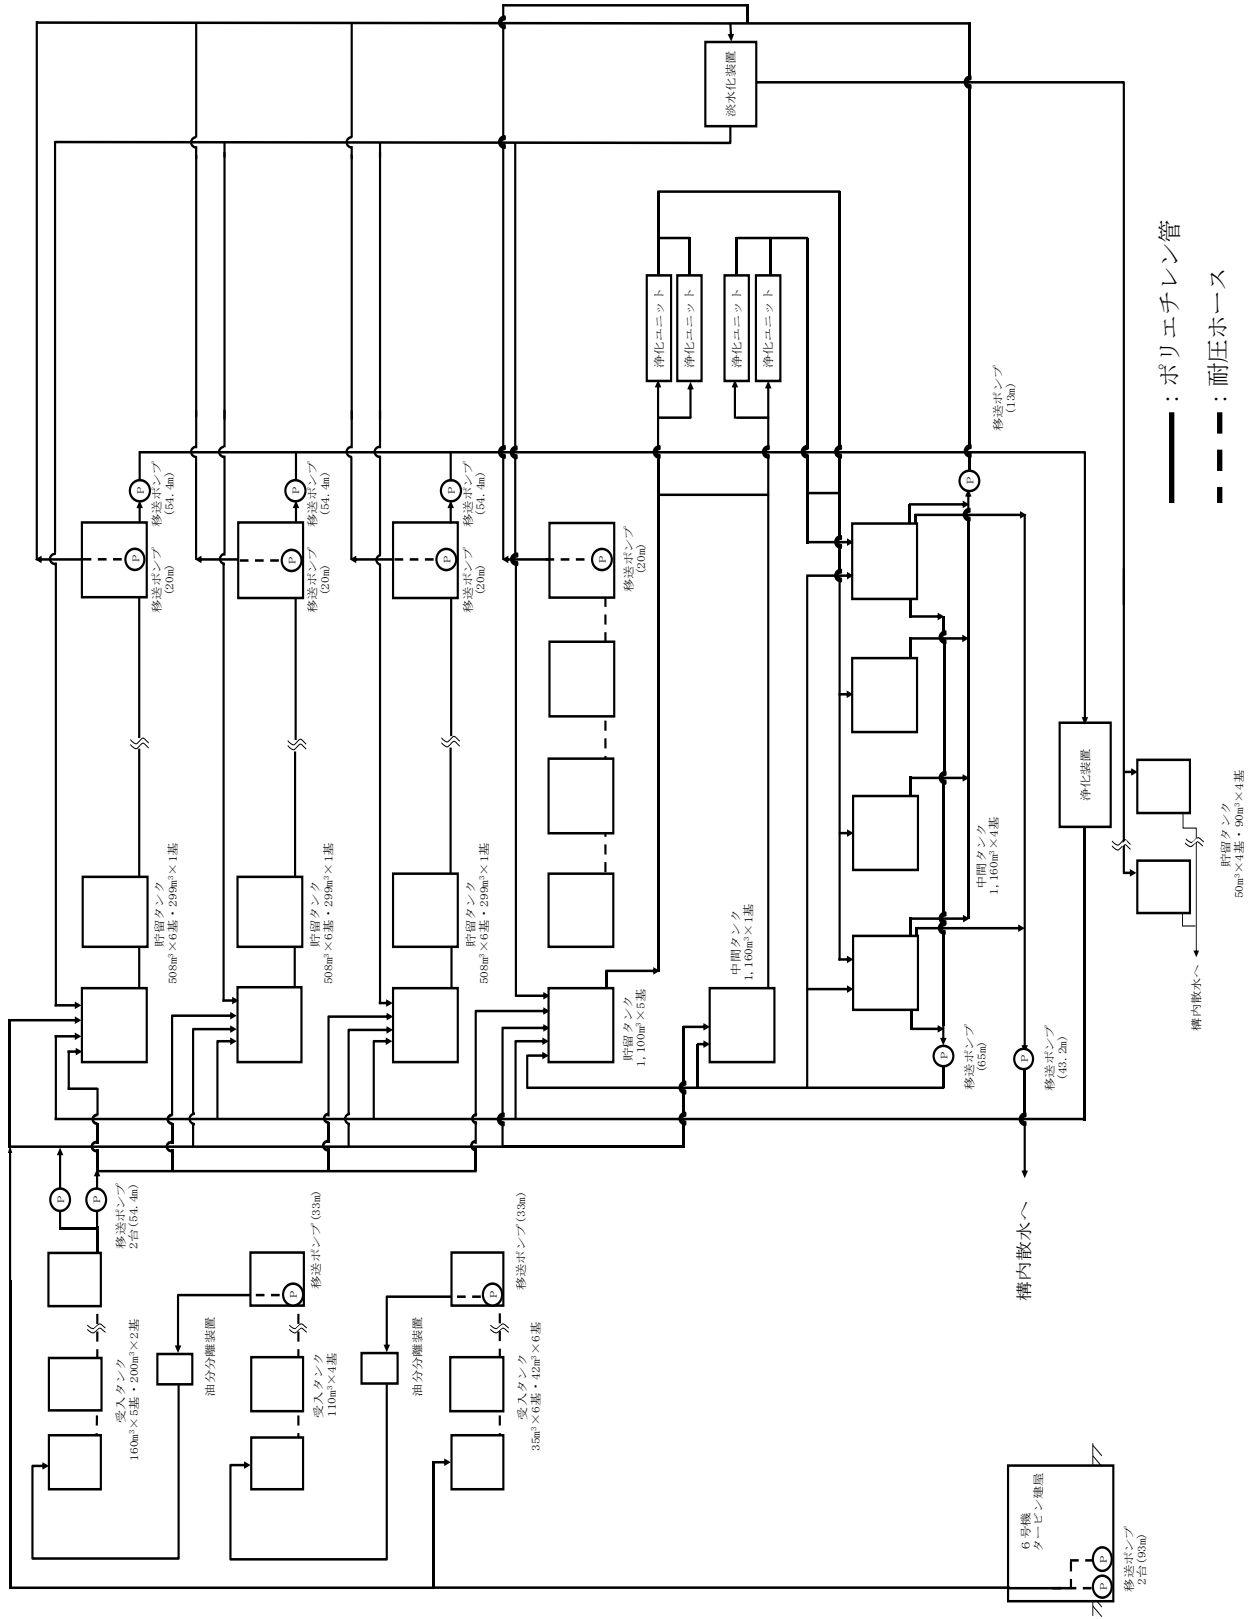 受入タンク
160m³×5基・200m³×2基
P
P
移送ポンプ
2台(54.4m)
貯留タンク
508m³×6基・299m³×1基
P
移送ポンプ
(20m)
P
移送ポンプ
(54.4m)
油分分離装置
受入タンク
110m³×4基
P
移送ポンプ(33m)
貯留タンク
508m³×6基・299m³×1基
P
移送ポンプ
(20m)
P
移送ポンプ
(54.4m)
油分分離装置
受入タンク
35m³×6基・42m³×6基
P
移送ポンプ(33m)
貯留タンク
508m³×6基・299m³×1基
P
移送ポンプ
(20m)
P
移送ポンプ
(54.4m)
貯留タンク
1,100m³×5基
P
移送ポンプ
(20m)
浄化ユニット
浄化ユニット
浄化ユニット
浄化ユニット
淡水化装置
中間タンク
1,160m³×1基
P
移送ポンプ
(65m)
中間タンク
1,160m³×4基
P
移送ポンプ
(13m)
6号機
タービン建屋
P
P
移送ポンプ
2台(93m)
構内散水へ
P
移送ポンプ
(43.2m)
浄化装置
構内散水へ
貯留タンク
50m³×4基・90m³×4基
:ポリエチレン管
:耐圧ホース